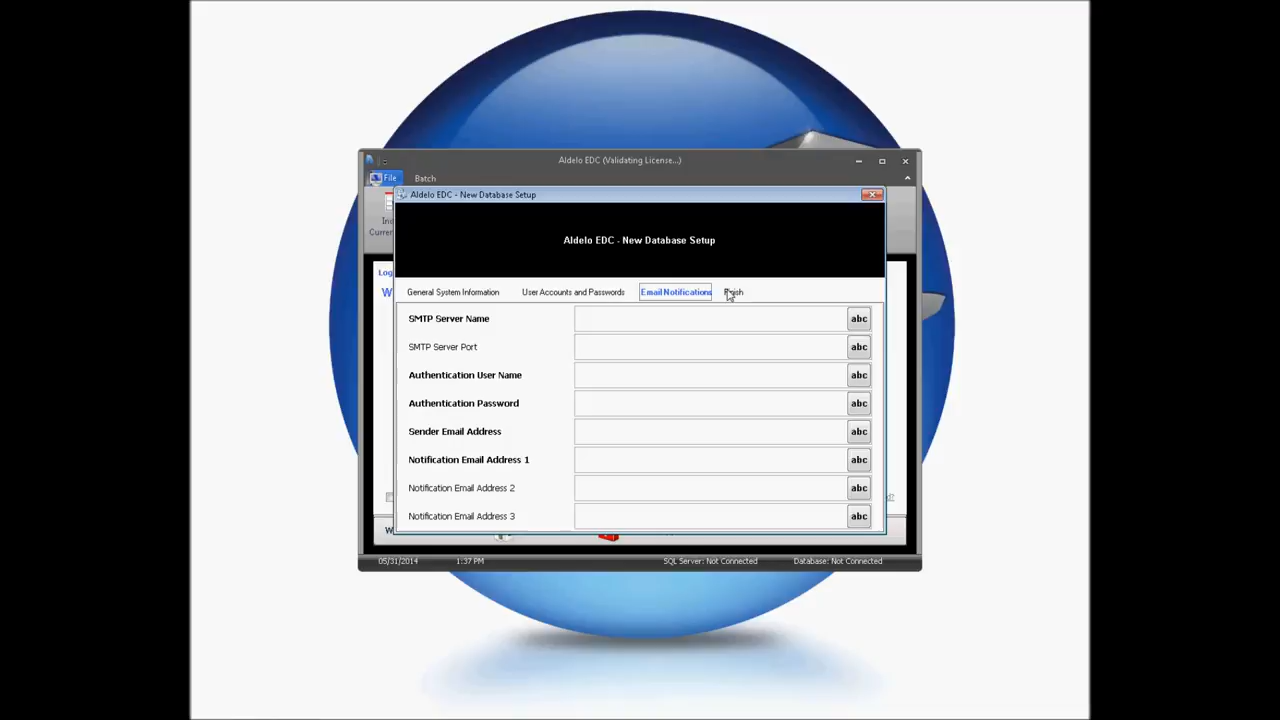 Aldelo EDC (Validating License...)
File
Batch
Aldelo EDC - New Database Setup
Aldelo EDC - New Database Setup
General System Information
User Accounts and Passwords
Email Notifications
SMTP Server Name
abc
SMTP Server Port
abc
Authentication User Name
abc
Authentication Password
abc
Sender Email Address
abc
Notification Email Address 1
abc
Notification Email Address 2
abc
Notification Email Address 3
abc
05/31/2014
1:37 PM
SQL Server: Not Connected
Database: Not Connected